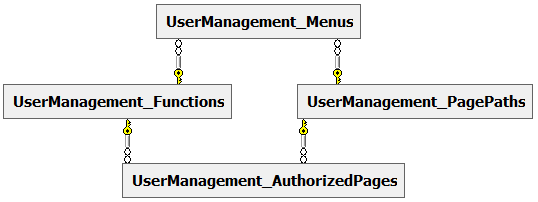 UserManagement_Menus
UserManagement_Functions
UserManagement_PagePaths
UserManagement_AuthorizedPages